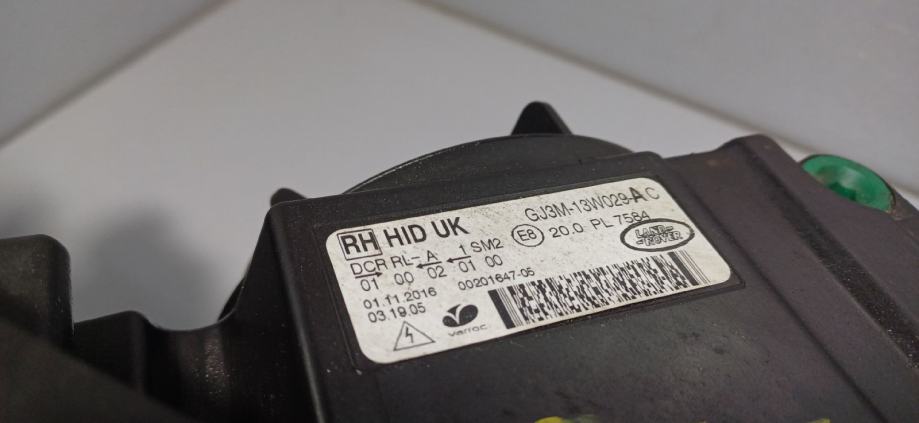 RH HID UK GJ3M-13W029-A C
DCR RL- A 1 SM2 E8 20.0 PL 7584
01 00 02 01 00 LAND-ROVER
01.11.2016 00201647-05
03.19.05 varroc